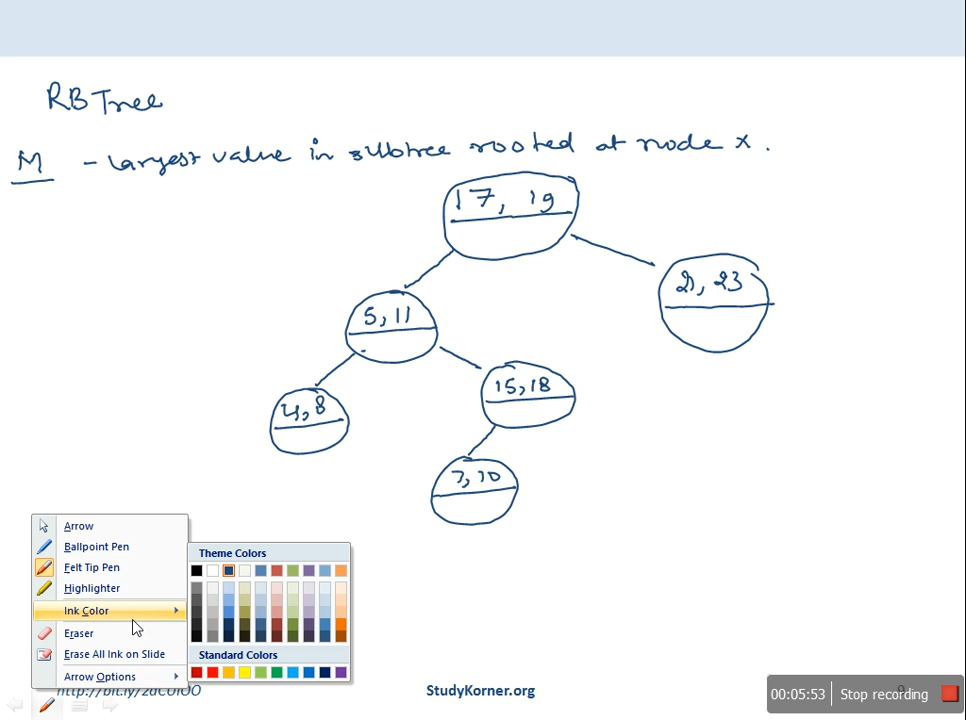 RBTree
M - largest value in subtree rooted at node x.
17, 19
21, 23
5, 11
15, 18
4, 8
7, 10
Arrow
Ballpoint Pen
Felt Tip Pen
Highlighter
Ink Color
Eraser
Erase All Ink on Slide
Arrow Options
Theme Colors
Standard Colors
StudyKorner.org
00:05:53 Stop recording